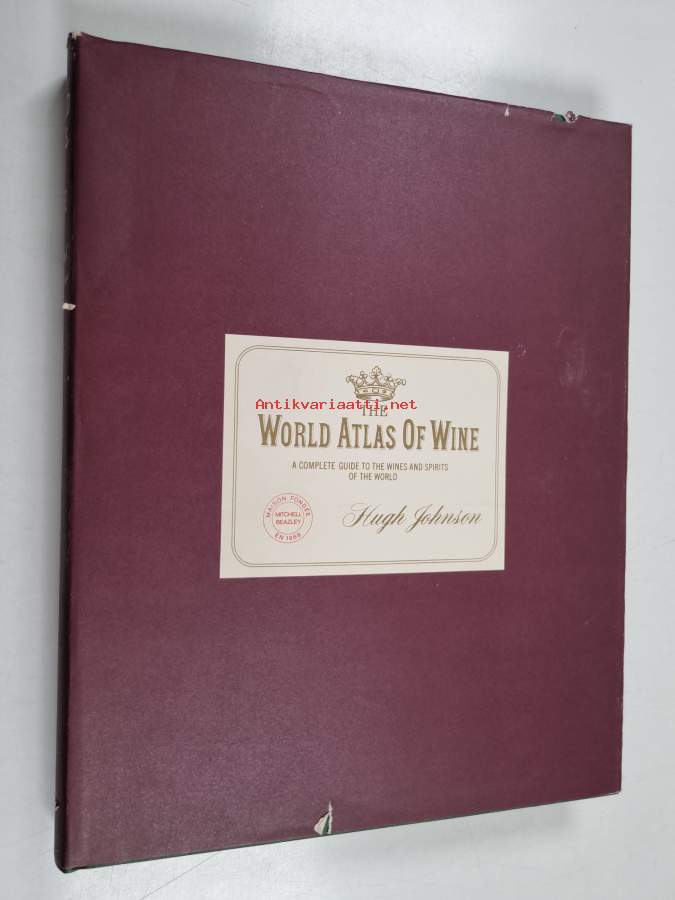 Antikvariaatti.net
THE
WORLD ATLAS OF WINE
A COMPLETE GUIDE TO THE WINES AND SPIRITS
OF THE WORLD
MAISON FONDÉE
MITCHELL
BEAZLEY
EN 1969
Hugh Johnson